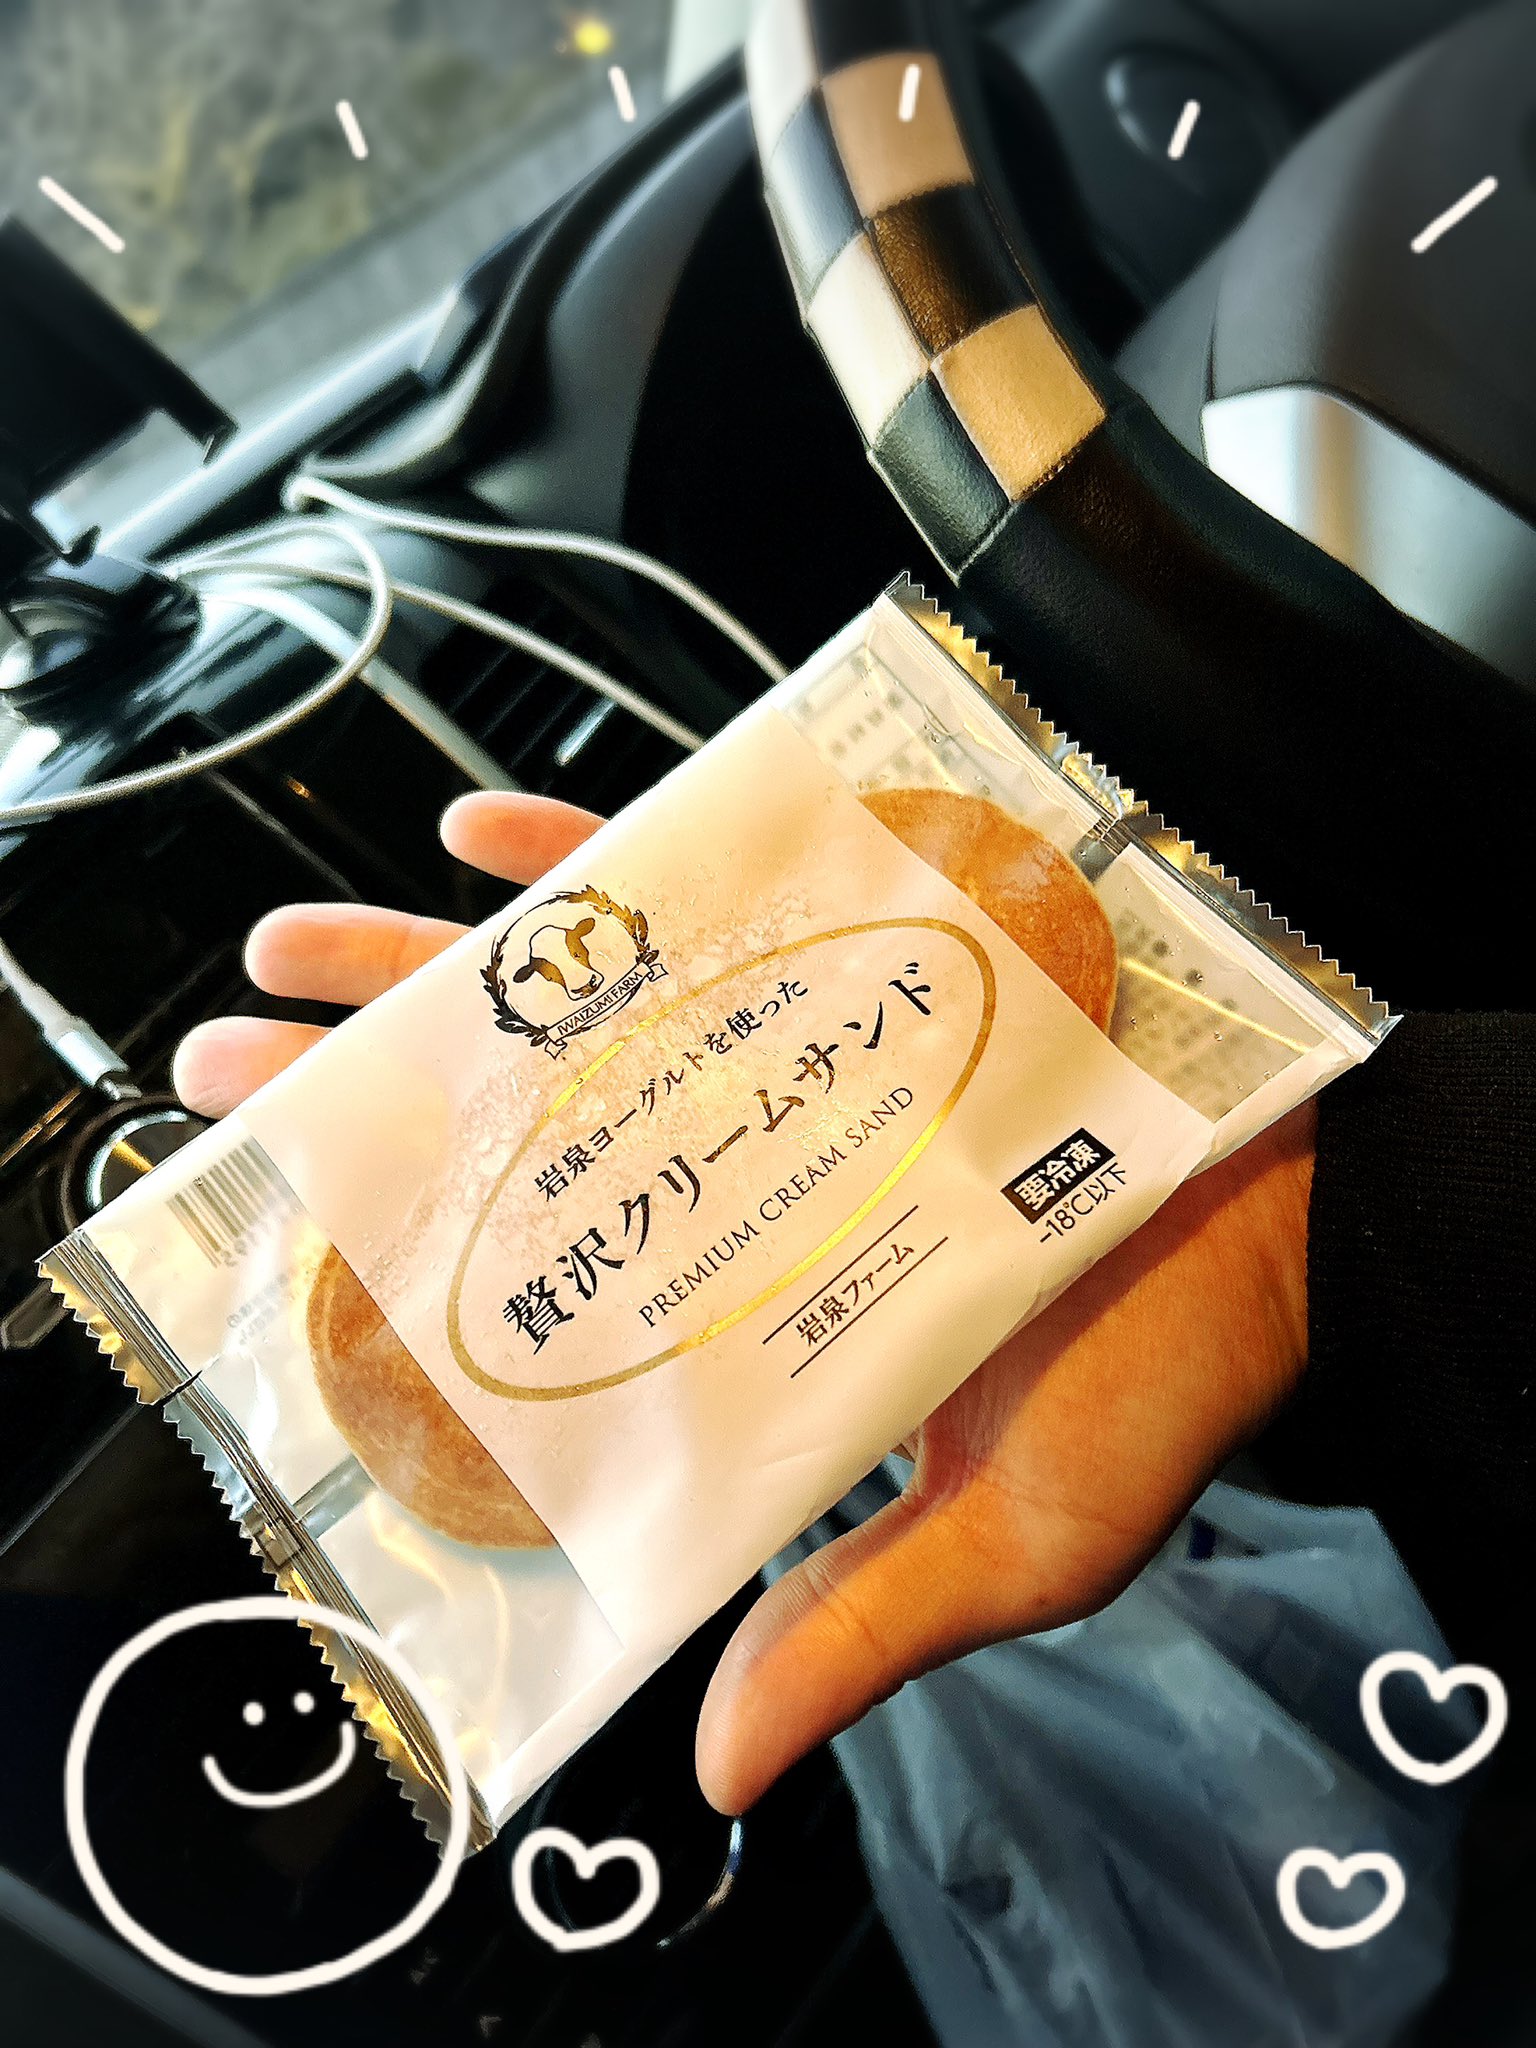 IWAIZUMI FARM
岩泉ヨーグルトを使った
贅沢クリームサンド
PREMIUM CREAM SAND
要冷凍
-18℃以下
岩泉ファーム